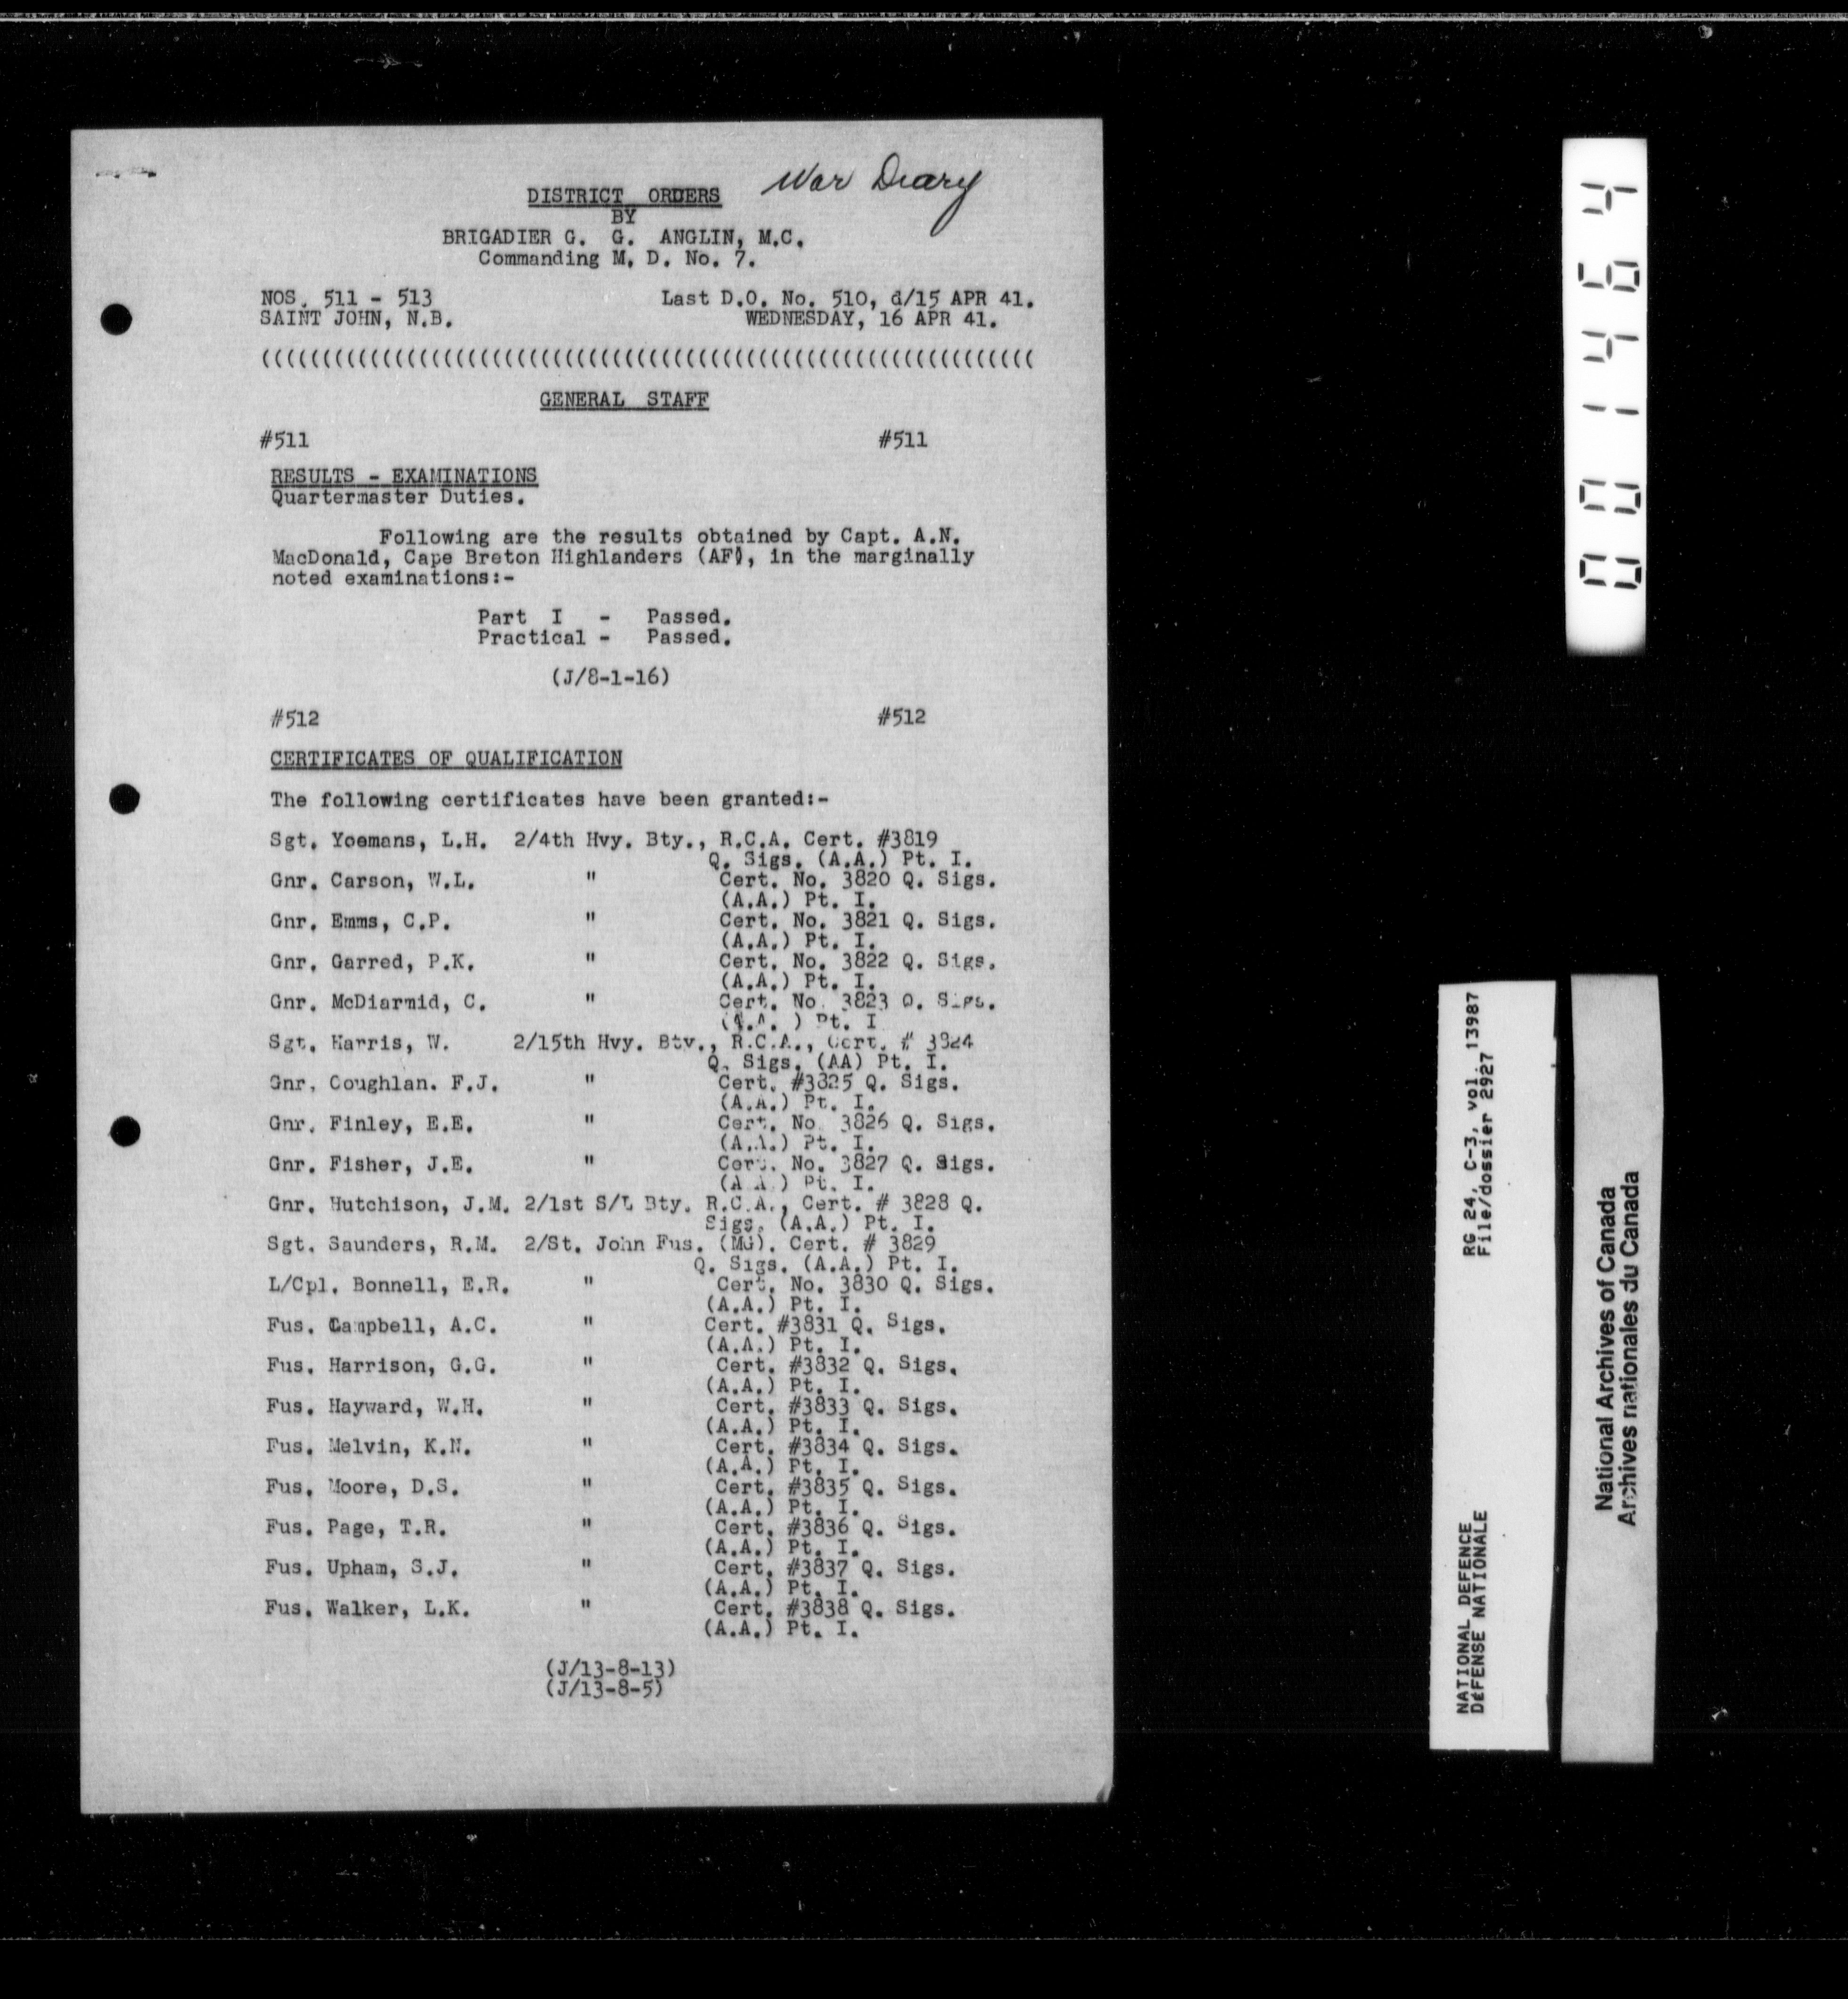 War Diary
DISTRICT ORDERS
BY
BRIGADIER G. G. ANGLIN, M.C.
Commanding M. D. No. 7.
NOS. 511 - 513 Last D.O. No. 510, d/15 APR 41.
SAINT JOHN, N.B. WEDNESDAY, 16 APR 41.
((((((((((((((((((((((((((((((((((((((((((((((((((((((((((((((((
GENERAL STAFF
#511 #511
RESULTS - EXAMINATIONS
Quartermaster Duties.
Following are the results obtained by Capt. A.N.
MacDonald, Cape Breton Highlanders (AF), in the marginally
noted examinations:-
Part I - Passed.
Practical - Passed.
(J/8-1-16)
#512 #512
CERTIFICATES OF QUALIFICATION
The following certificates have been granted:-
Sgt. Yoemans, L.H. 2/4th Hvy. Bty., R.C.A. Cert. #3819
Q. Sigs. (A.A.) Pt. I.
Gnr. Carson, W.L. " Cert. No. 3820 Q. Sigs.
(A.A.) Pt. I.
Gnr. Emms, C.P. " Cert. No. 3821 Q. Sigs.
(A.A.) Pt. I.
Gnr. Garred, P.K. " Cert. No. 3822 Q. Sigs.
(A.A.) Pt. I.
Gnr. McDiarmid, C. " Cert. No. 3823 Q. Sigs.
(A.A. ) Pt. I
Sgt. Harris, W. 2/15th Hvy. Bty., R.C.A., Cert. # 3824
Q. Sigs. (AA) Pt. I.
Gnr. Coughlan. F.J. " Cert. #3825 Q. Sigs.
(A.A.) Pt. I.
Gnr. Finley, E.E. " Cert. No. 3826 Q. Sigs.
(A.A.) Pt. I.
Gnr. Fisher, J.E. " Cert. No. 3827 Q. Sigs.
(A.A.) Pt. I.
Gnr. Hutchison, J.M. 2/1st S/L Bty. R.C.A., Cert. # 3828 Q.
Sigs. (A.A.) Pt. I.
Sgt. Saunders, R.M. 2/St. John Fus. (MG). Cert. # 3829
Q. Sigs. (A.A.) Pt. I.
L/Cpl. Bonnell, E.R. " Cert. No. 3830 Q. Sigs.
(A.A.) Pt. I.
Fus. Campbell, A.C. " Cert. #3831 Q. Sigs.
(A.A.) Pt. I.
Fus. Harrison, G.G. " Cert. #3832 Q. Sigs.
(A.A.) Pt. I.
Fus. Hayward, W.H. " Cert. #3833 Q. Sigs.
(A.A.) Pt. I.
Fus. Melvin, K.N. " Cert. #3834 Q. Sigs.
(A.A.) Pt. I.
Fus. Moore, D.S. " Cert. #3835 Q. Sigs.
(A.A.) Pt. I.
Fus. Page, T.R. " Cert. #3836 Q. Sigs.
(A.A.) Pt. I.
Fus. Upham, S.J. " Cert. #3837 Q. Sigs.
(A.A.) Pt. I.
Fus. Walker, L.K. " Cert. #3838 Q. Sigs.
(A.A.) Pt. I.
(J/13-8-13)
(J/13-8-5)
001464
NATIONAL DEFENCE RG 24, C-3, vol. 13987
DEFENSE NATIONALE File/dossier 2927
National Archives of Canada
Archives nationales du Canada